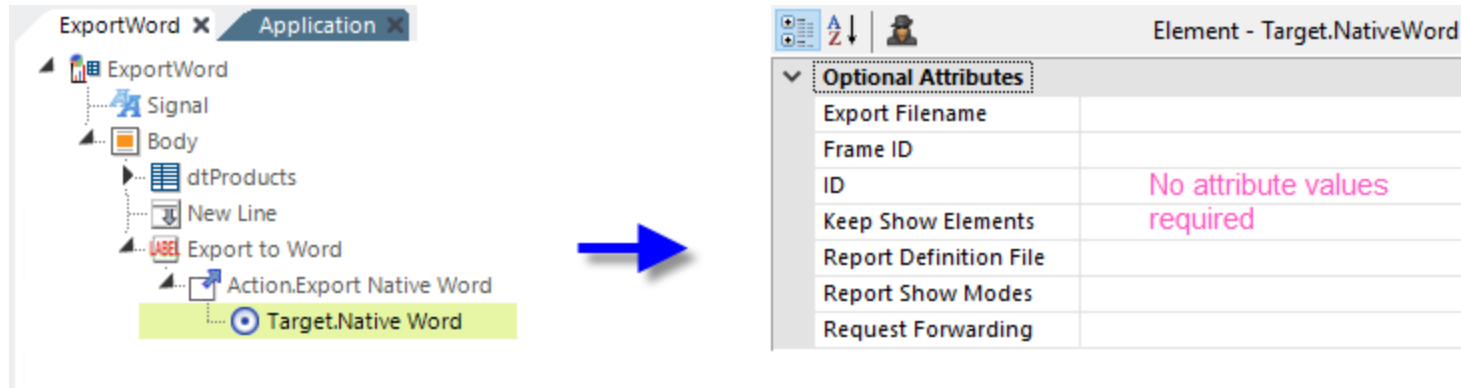 ExportWord
Application
ExportWord
Signal
Body
dtProducts
New Line
LABEL Export to Word
Action.Export Native Word
Target.Native Word
A Z Element - Target.NativeWord
Optional Attributes
Export Filename
Frame ID
ID No attribute values
Keep Show Elements required
Report Definition File
Report Show Modes
Request Forwarding